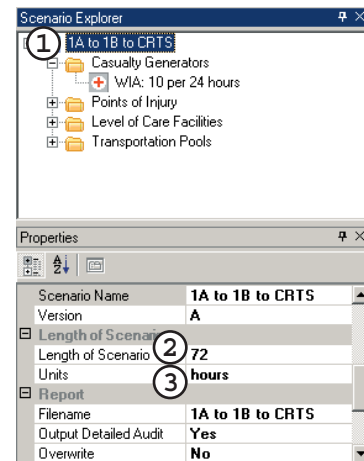 Scenario Explorer
1 1A to 1B to CRTS
Casualty Generators
WIA: 10 per 24 hours
Points of Injury
Level of Care Facilities
Transportation Pools
Properties
Scenario Name 1A to 1B to CRTS
Version A
Length of Scenario
Length of Scenario 2 72
Units 3 hours
Report
Filename 1A to 1B to CRTS
Output Detailed Audit Yes
Overwrite No